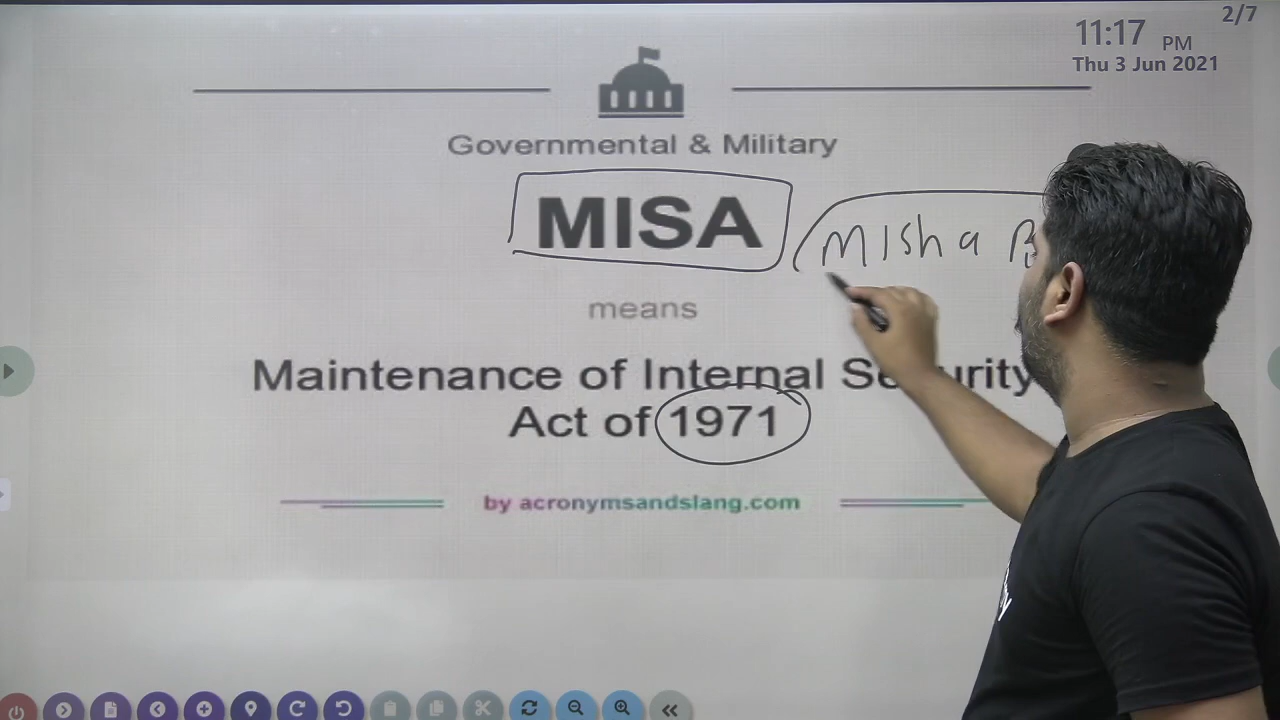 2/7
11:17 PM
Thu 3 Jun 2021
Governmental & Military
MISA
MISha
means
Maintenance of Internal Security
Act of 1971
by acronymsandslang.com